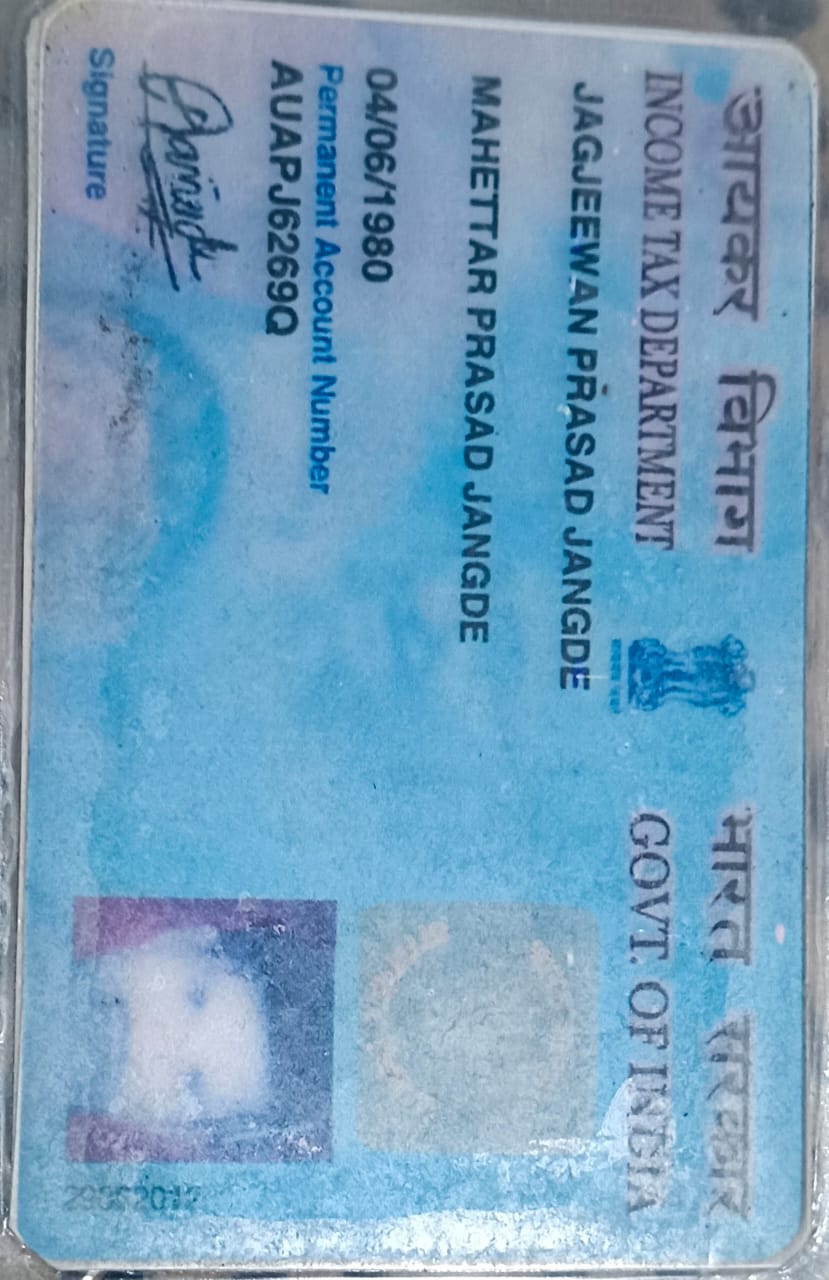 आयकर विभाग
INCOME TAX DEPARTMENT
भारत सरकार
GOVT. OF INDIA
JAGJEEWAN PRASAD JANGDE
MAHETTAR PRASAD JANGDE
04/06/1980
Permanent Account Number
AUAPJ6269Q
Signature